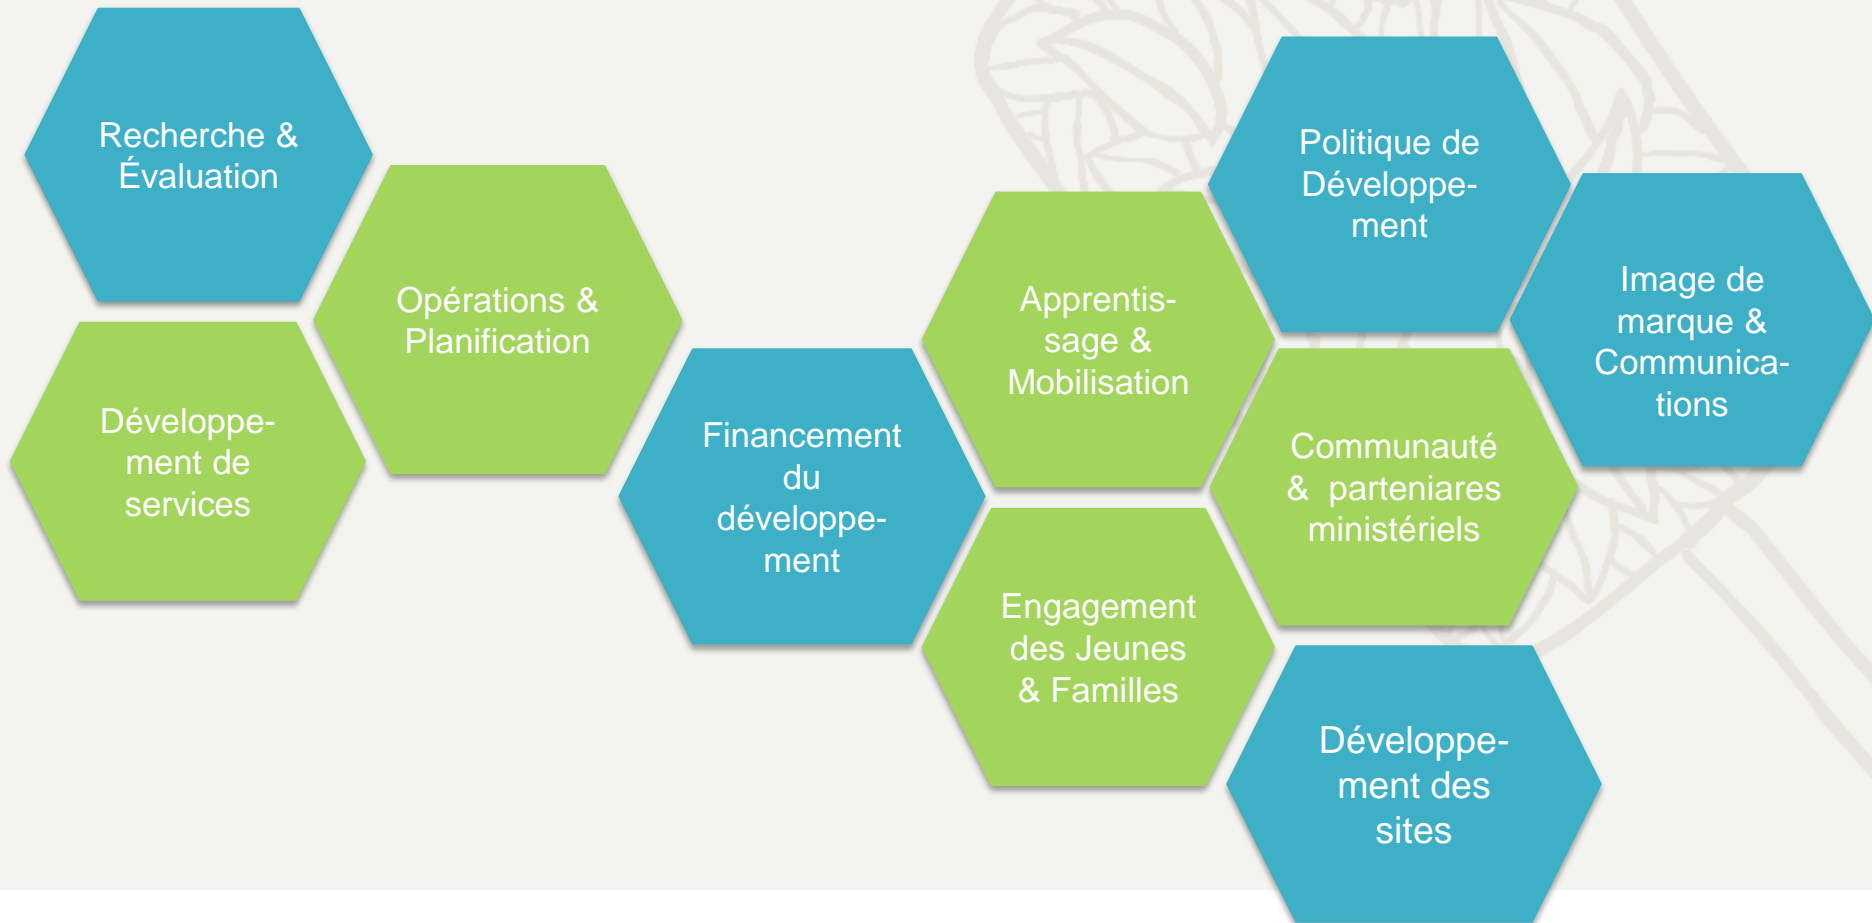 Recherche &
Évaluation
Opérations &
Planification
Développe-
ment de
services
Financement
du
développe-
ment
Apprentis-
sage &
Mobilisation
Politique de
Développe-
ment
Image de
marque &
Communica-
tions
Communauté
&  parteniares
ministériels
Engagement
des Jeunes
& Familles
Développe-
ment des
sites